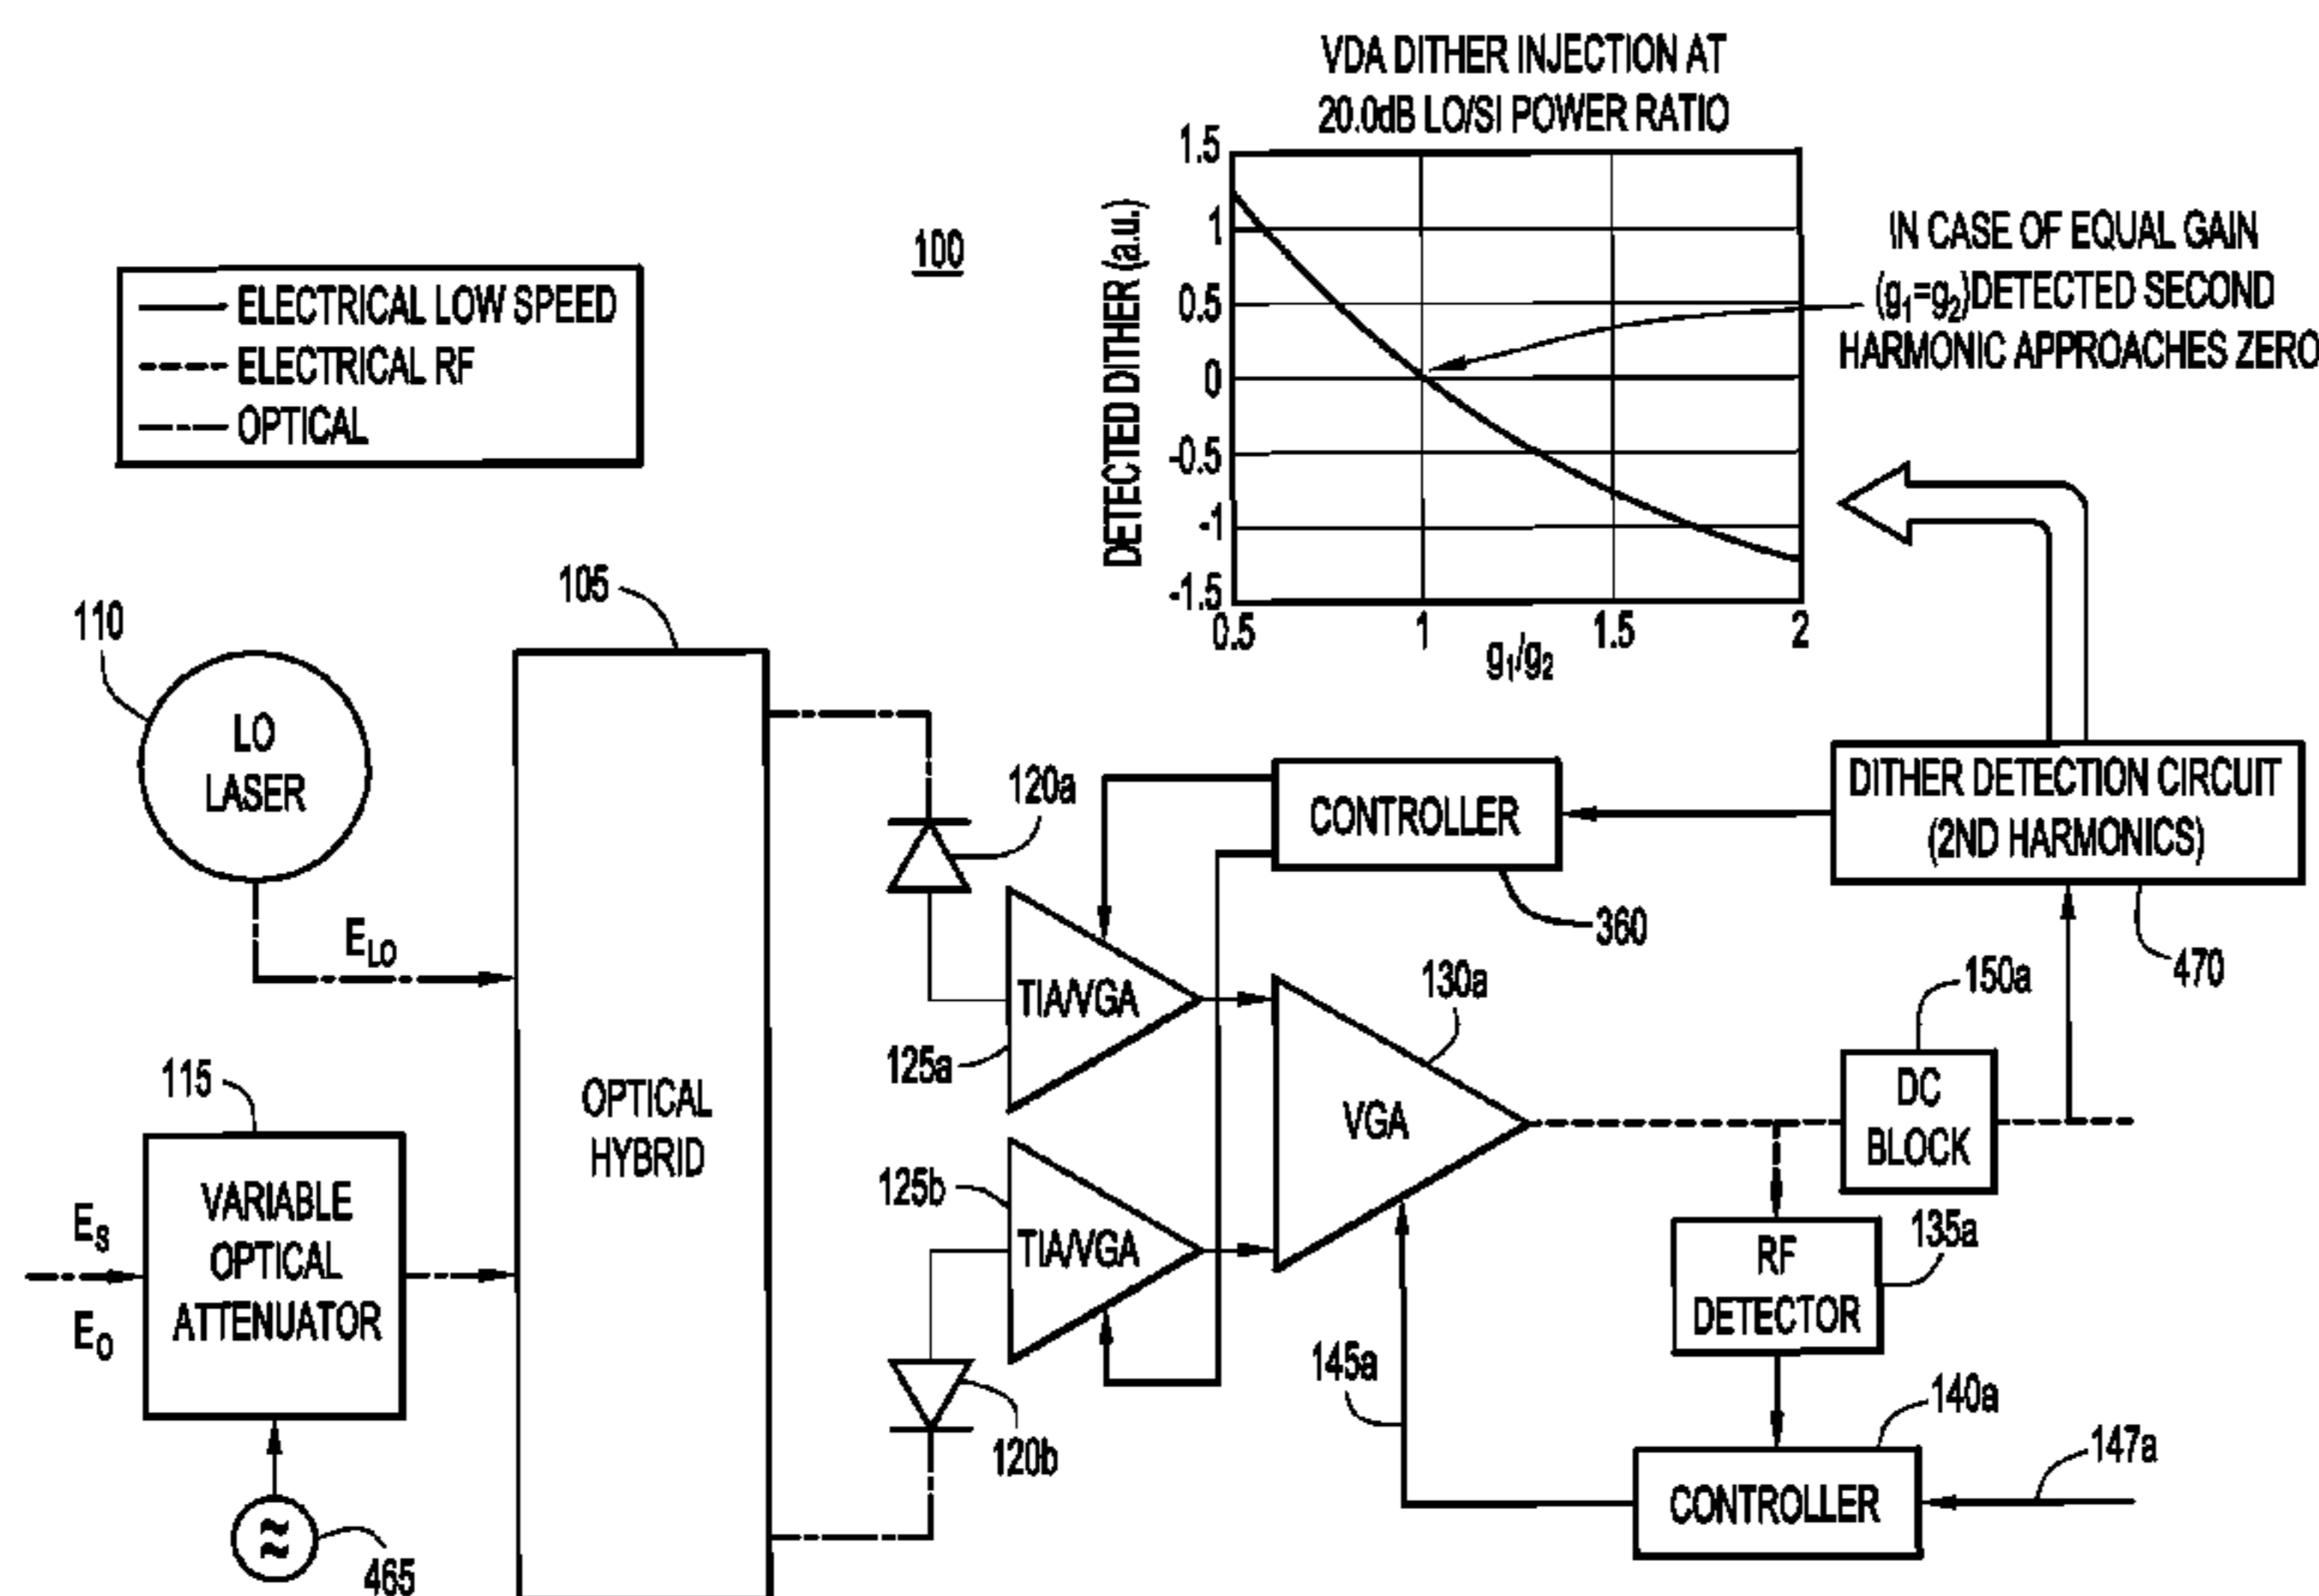 VDA DITHER INJECTION AT
20.0dB LO/SI POWER RATIO
1.5
1
0.5
0
-0.5
-1
-1.5
0.5
1
1.5
2
g₁/g₂
DETECTED DITHER (a.u.)
IN CASE OF EQUAL GAIN
(g₁=g₂)DETECTED SECOND
HARMONIC APPROACHES ZERO
100
ELECTRICAL LOW SPEED
ELECTRICAL RF
OPTICAL
110
LO
LASER
E_LO
105
OPTICAL
HYBRID
115
VARIABLE
OPTICAL
ATTENUATOR
E_S
E_O
465
120a
TIA/VGA
125a
125b
TIA/VGA
120b
CONTROLLER
360
DITHER DETECTION CIRCUIT
(2ND HARMONICS)
470
130a
VGA
150a
DC
BLOCK
RF
DETECTOR
135a
145a
140a
CONTROLLER
147a